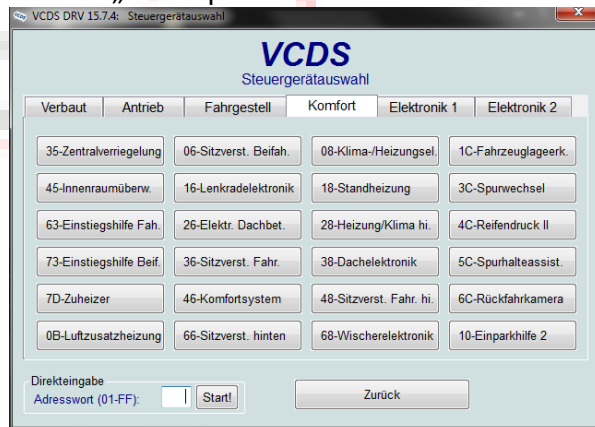 VCDS DRV 15.7.4: Steuergerätauswahl
VCDS
Steuergerätauswahl
Verbaut Antrieb Fahrgestell Komfort Elektronik 1 Elektronik 2
35-Zentralverriegelung 06-Sitzverst. Beifah. 08-Klima-/Heizungsel. 1C-Fahrzeuglageerk.
45-Innenraumüberw. 16-Lenkradelektronik 18-Standheizung 3C-Spurwechsel
63-Einstiegshilfe Fah. 26-Elektr. Dachbet. 28-Heizung/Klima hi. 4C-Reifendruck II
73-Einstiegshilfe Beif. 36-Sitzverst. Fahr. 38-Dachelektronik 5C-Spurhalteassist.
7D-Zuheizer 46-Komfortsystem 48-Sitzverst. Fahr. hi. 6C-Rückfahrkamera
0B-Luftzusatzheizung 66-Sitzverst. hinten 68-Wischerelektronik 10-Einparkhilfe 2
Direkteingabe
Adresswort (01-FF): Start! Zurück